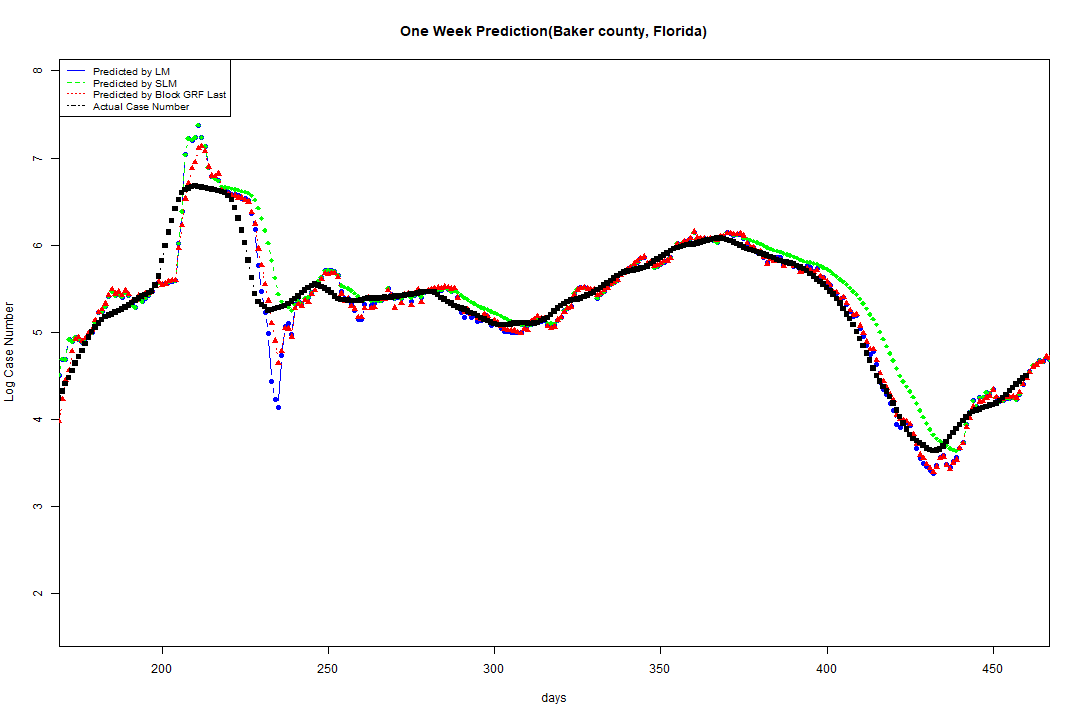 One Week Prediction(Baker county, Florida)
Predicted by LM
Predicted by SLM
Predicted by Block GRF Last
Actual Case Number
8
7
6
5
4
3
2
Log Case Number
200 250 300 350 400 450
days